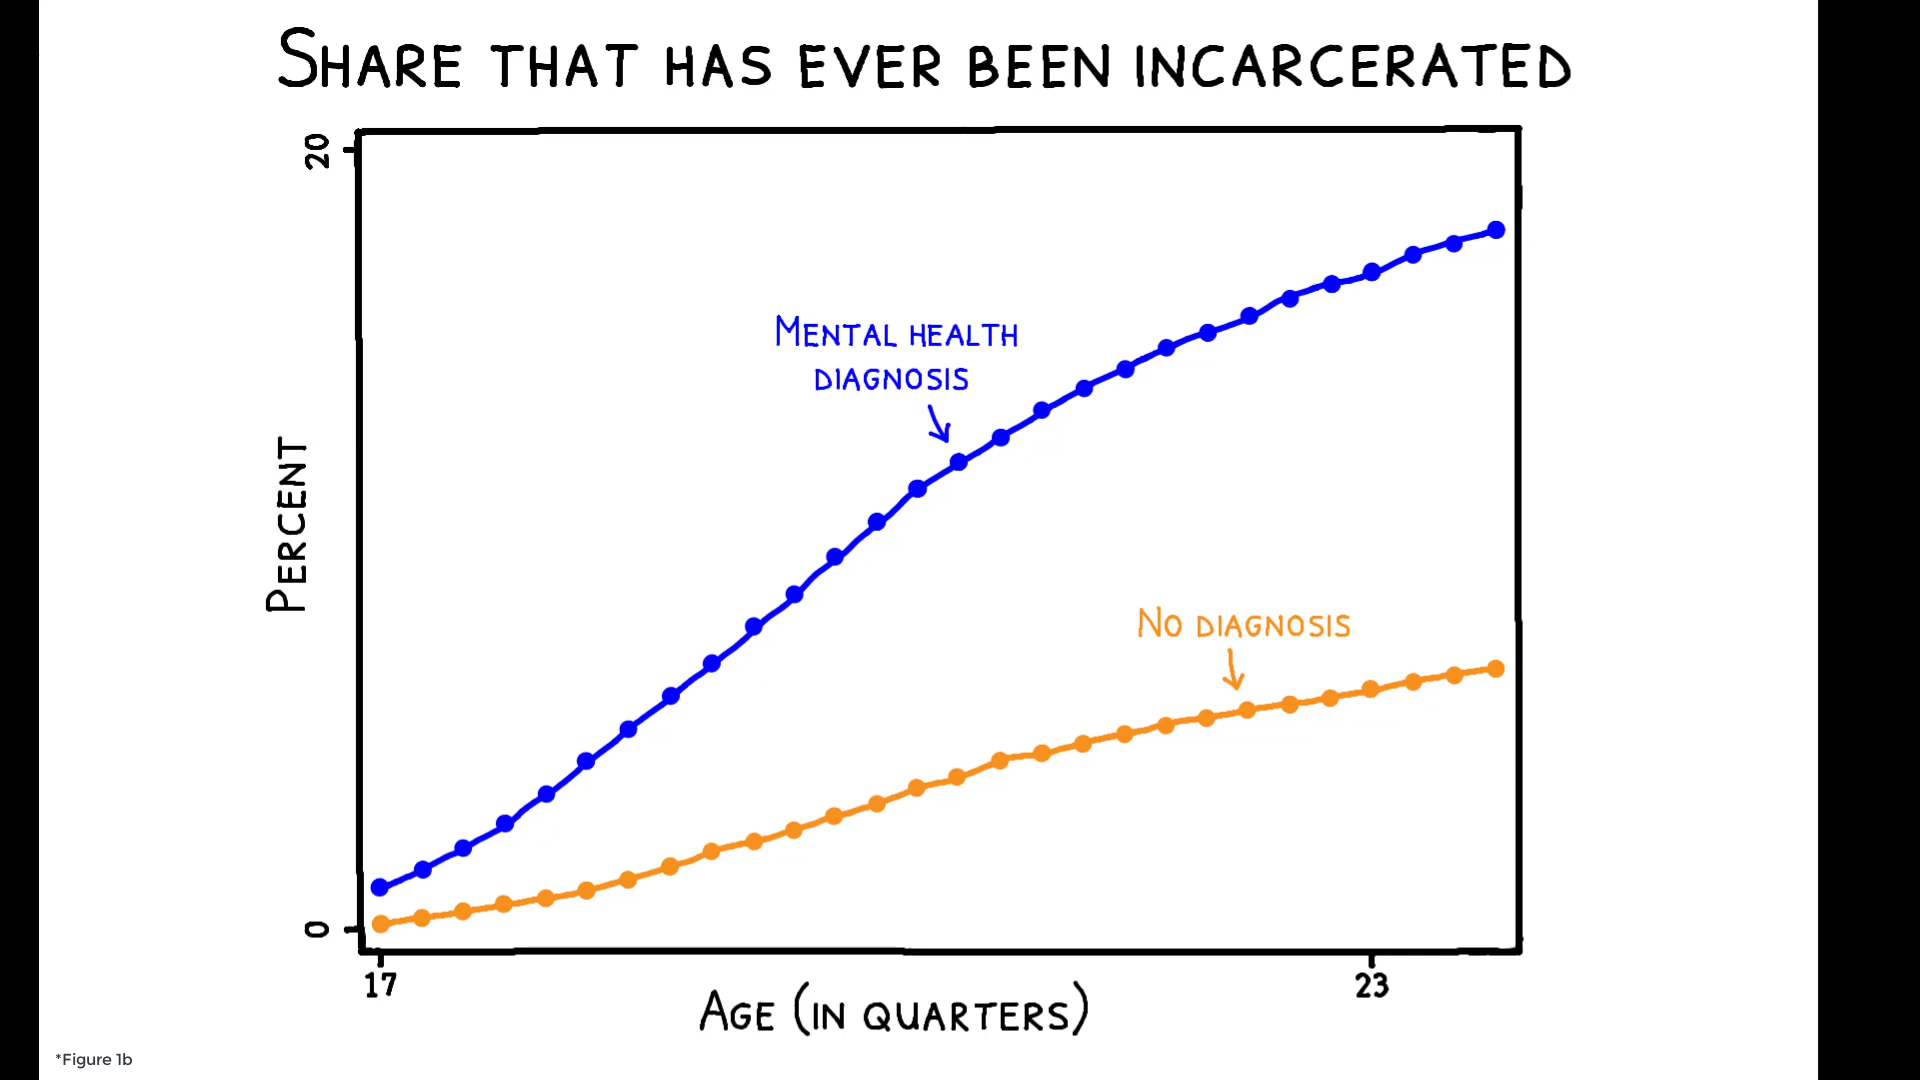 SHARE THAT HAS EVER BEEN INCARCERATED
20
MENTAL HEALTH
DIAGNOSIS
PERCENT
NO DIAGNOSIS
0
17
23
AGE (IN QUARTERS)
*Figure 1b